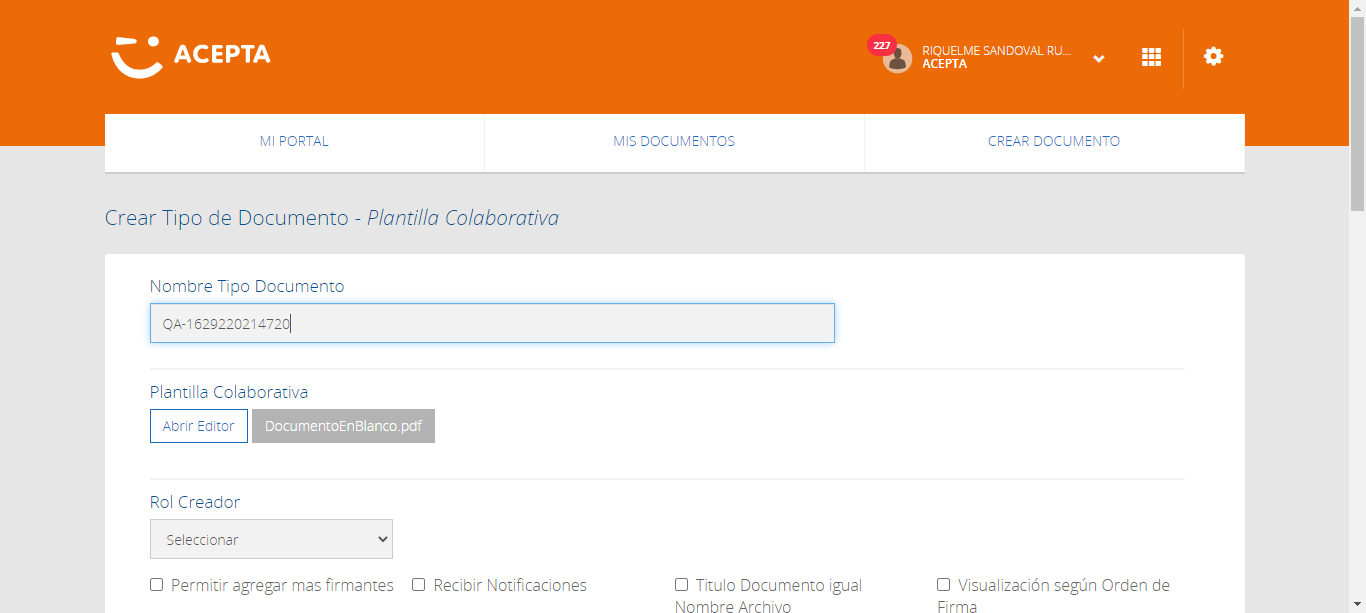 ACEPTA
227
RIQUELME SANDOVAL RU...
ACEPTA
MI PORTAL
MIS DOCUMENTOS
CREAR DOCUMENTO
Crear Tipo de Documento - Plantilla Colaborativa
Nombre Tipo Documento
QA-1629220214720
Plantilla Colaborativa
Abrir Editor
DocumentoEnBlanco.pdf
Rol Creador
Seleccionar
Permitir agregar mas firmantes
Recibir Notificaciones
Titulo Documento igual
Nombre Archivo
Visualización según Orden de
Firma